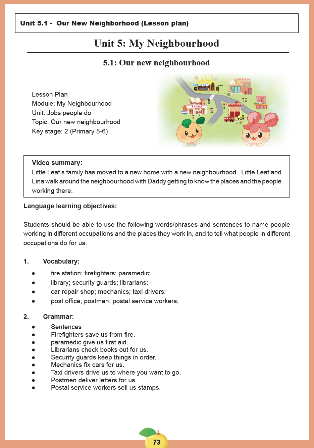 Unit 5.1 - Our New Neighborhood (Lesson plan)
Unit 5: My Neighbourhood
5.1: Our new neighbourhood
Lesson Plan
Module: My Neighbourhood
Unit: Jobs people do
Topic: Our new neighbourhood
Key stage: 2 (Primary 5-6)
Video summary:
Little Leaf's family has moved to a new home with a new neighbourhood. Little Leaf and
Lina walk around the neighbourhood with Daddy getting to know the places and the people
working there.
Language learning objectives:
Students should be able to use the following words/phrases and sentences to name people
working in different occupations and the places they work in, and to tell what people in different
occupations do for us:
1. Vocabulary:
● fire station; firefighters; paramedic;
● library; security guards; librarians;
● car repair shop; mechanics; taxi drivers;
● post office; postmen; postal service workers;
2. Grammar:
● Sentences
● Firefighters save us from fire.
● paramedic give us first aid.
● Librarians check books out for us.
● Security guards keep things in order.
● Mechanics fix cars for us.
● Taxi drivers drive us to where you want to go.
● Postmen deliver letters for us.
● Postal service workers sell us stamps.
73